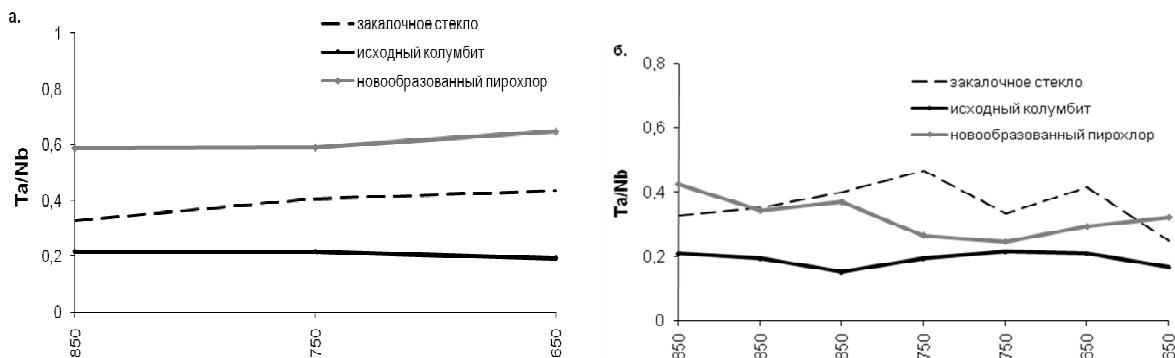 а.
1
0,8
0,6
0,4
0,2
0
Ta/Nb
закалочное стекло
исходный колумбит
новообразованный пирохлор
850
750
650
б.
0,8
0,6
0,4
0,2
0
Ta/Nb
закалочное стекло
исходный колумбит
новообразованный пирохлор
850
850
850
750
750
650
650